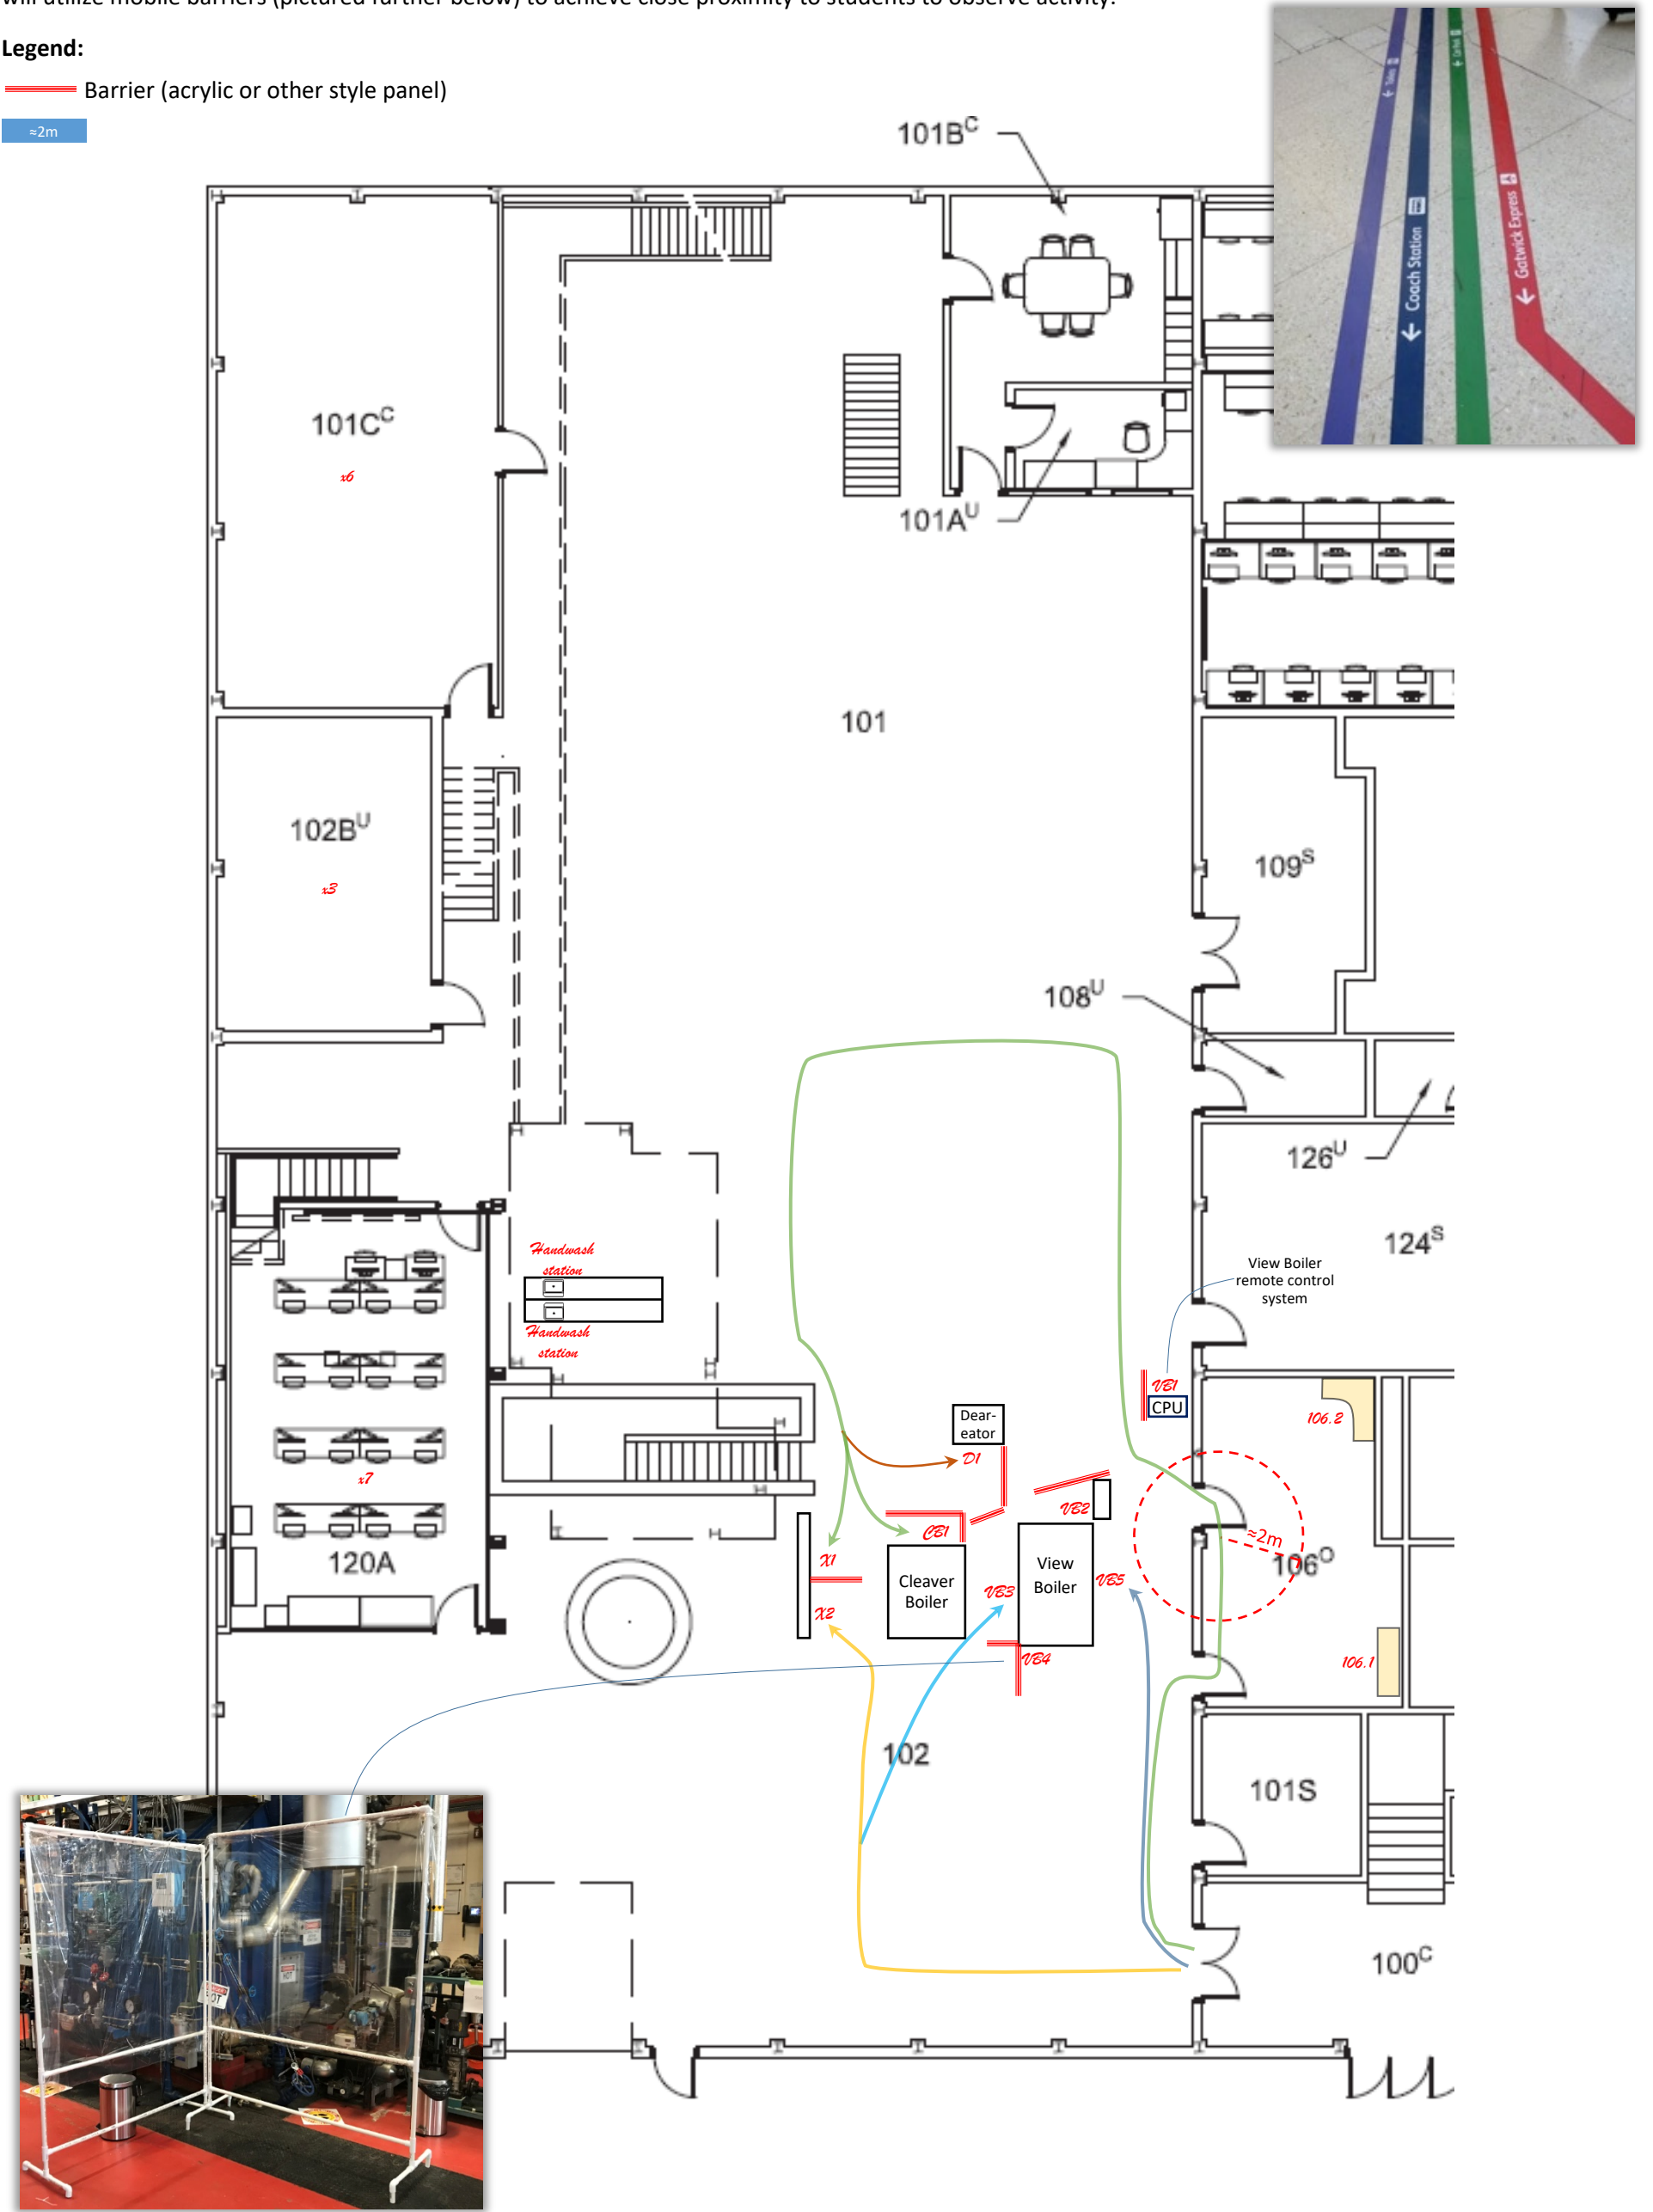 will utilize mobile barriers (pictured further below) to achieve close proximity to students to observe activity.
Legend:
Barrier (acrylic or other style panel)
≈2m
← Coach Station
← Gatwick Express
101B^C
101C^C
x6
101A^U
101
102B^U
x3
109^S
108^U
126^U
124^S
Handwash
station
Handwash
station
View Boiler
remote control
system
VB1
CPU
106.2
Dear-
eator
D1
x7
120A
VB2
CB1
≈2m
106^O
X1
Cleaver
Boiler
View
Boiler
VB3
VB5
X2
VB4
106.1
102
101S
100^C
HOT